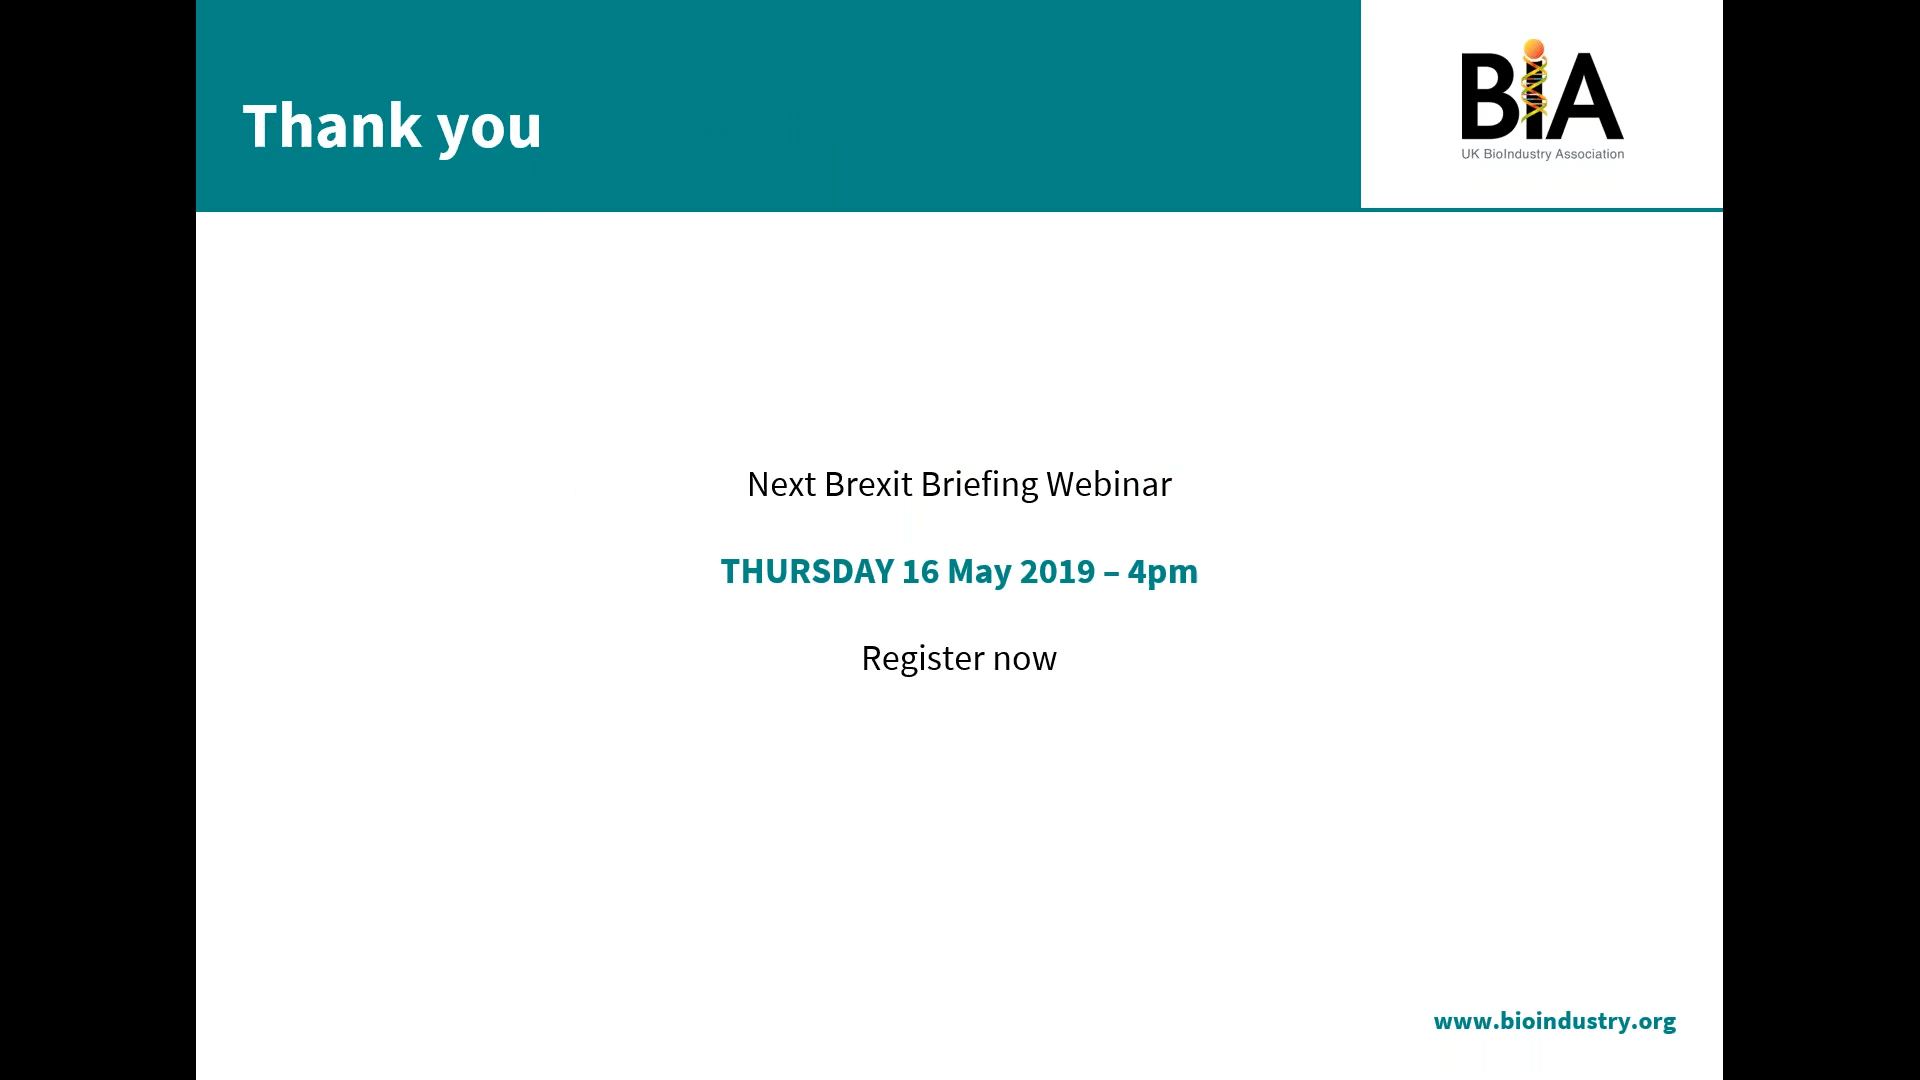 Thank you
BiA
UK BioIndustry Association
Next Brexit Briefing Webinar
THURSDAY 16 May 2019 – 4pm
Register now
www.bioindustry.org